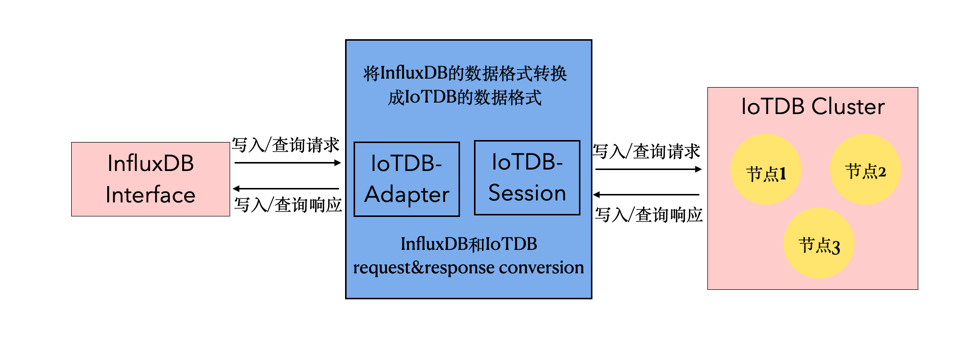 InfluxDB
Interface
写入/查询请求
写入/查询响应
将InfluxDB的数据格式转换
成IoTDB的数据格式
IoTDB-
Adapter
IoTDB-
Session
InfluxDB和IoTDB
request&response conversion
写入/查询请求
写入/查询响应
IoTDB Cluster
节点1
节点2
节点3